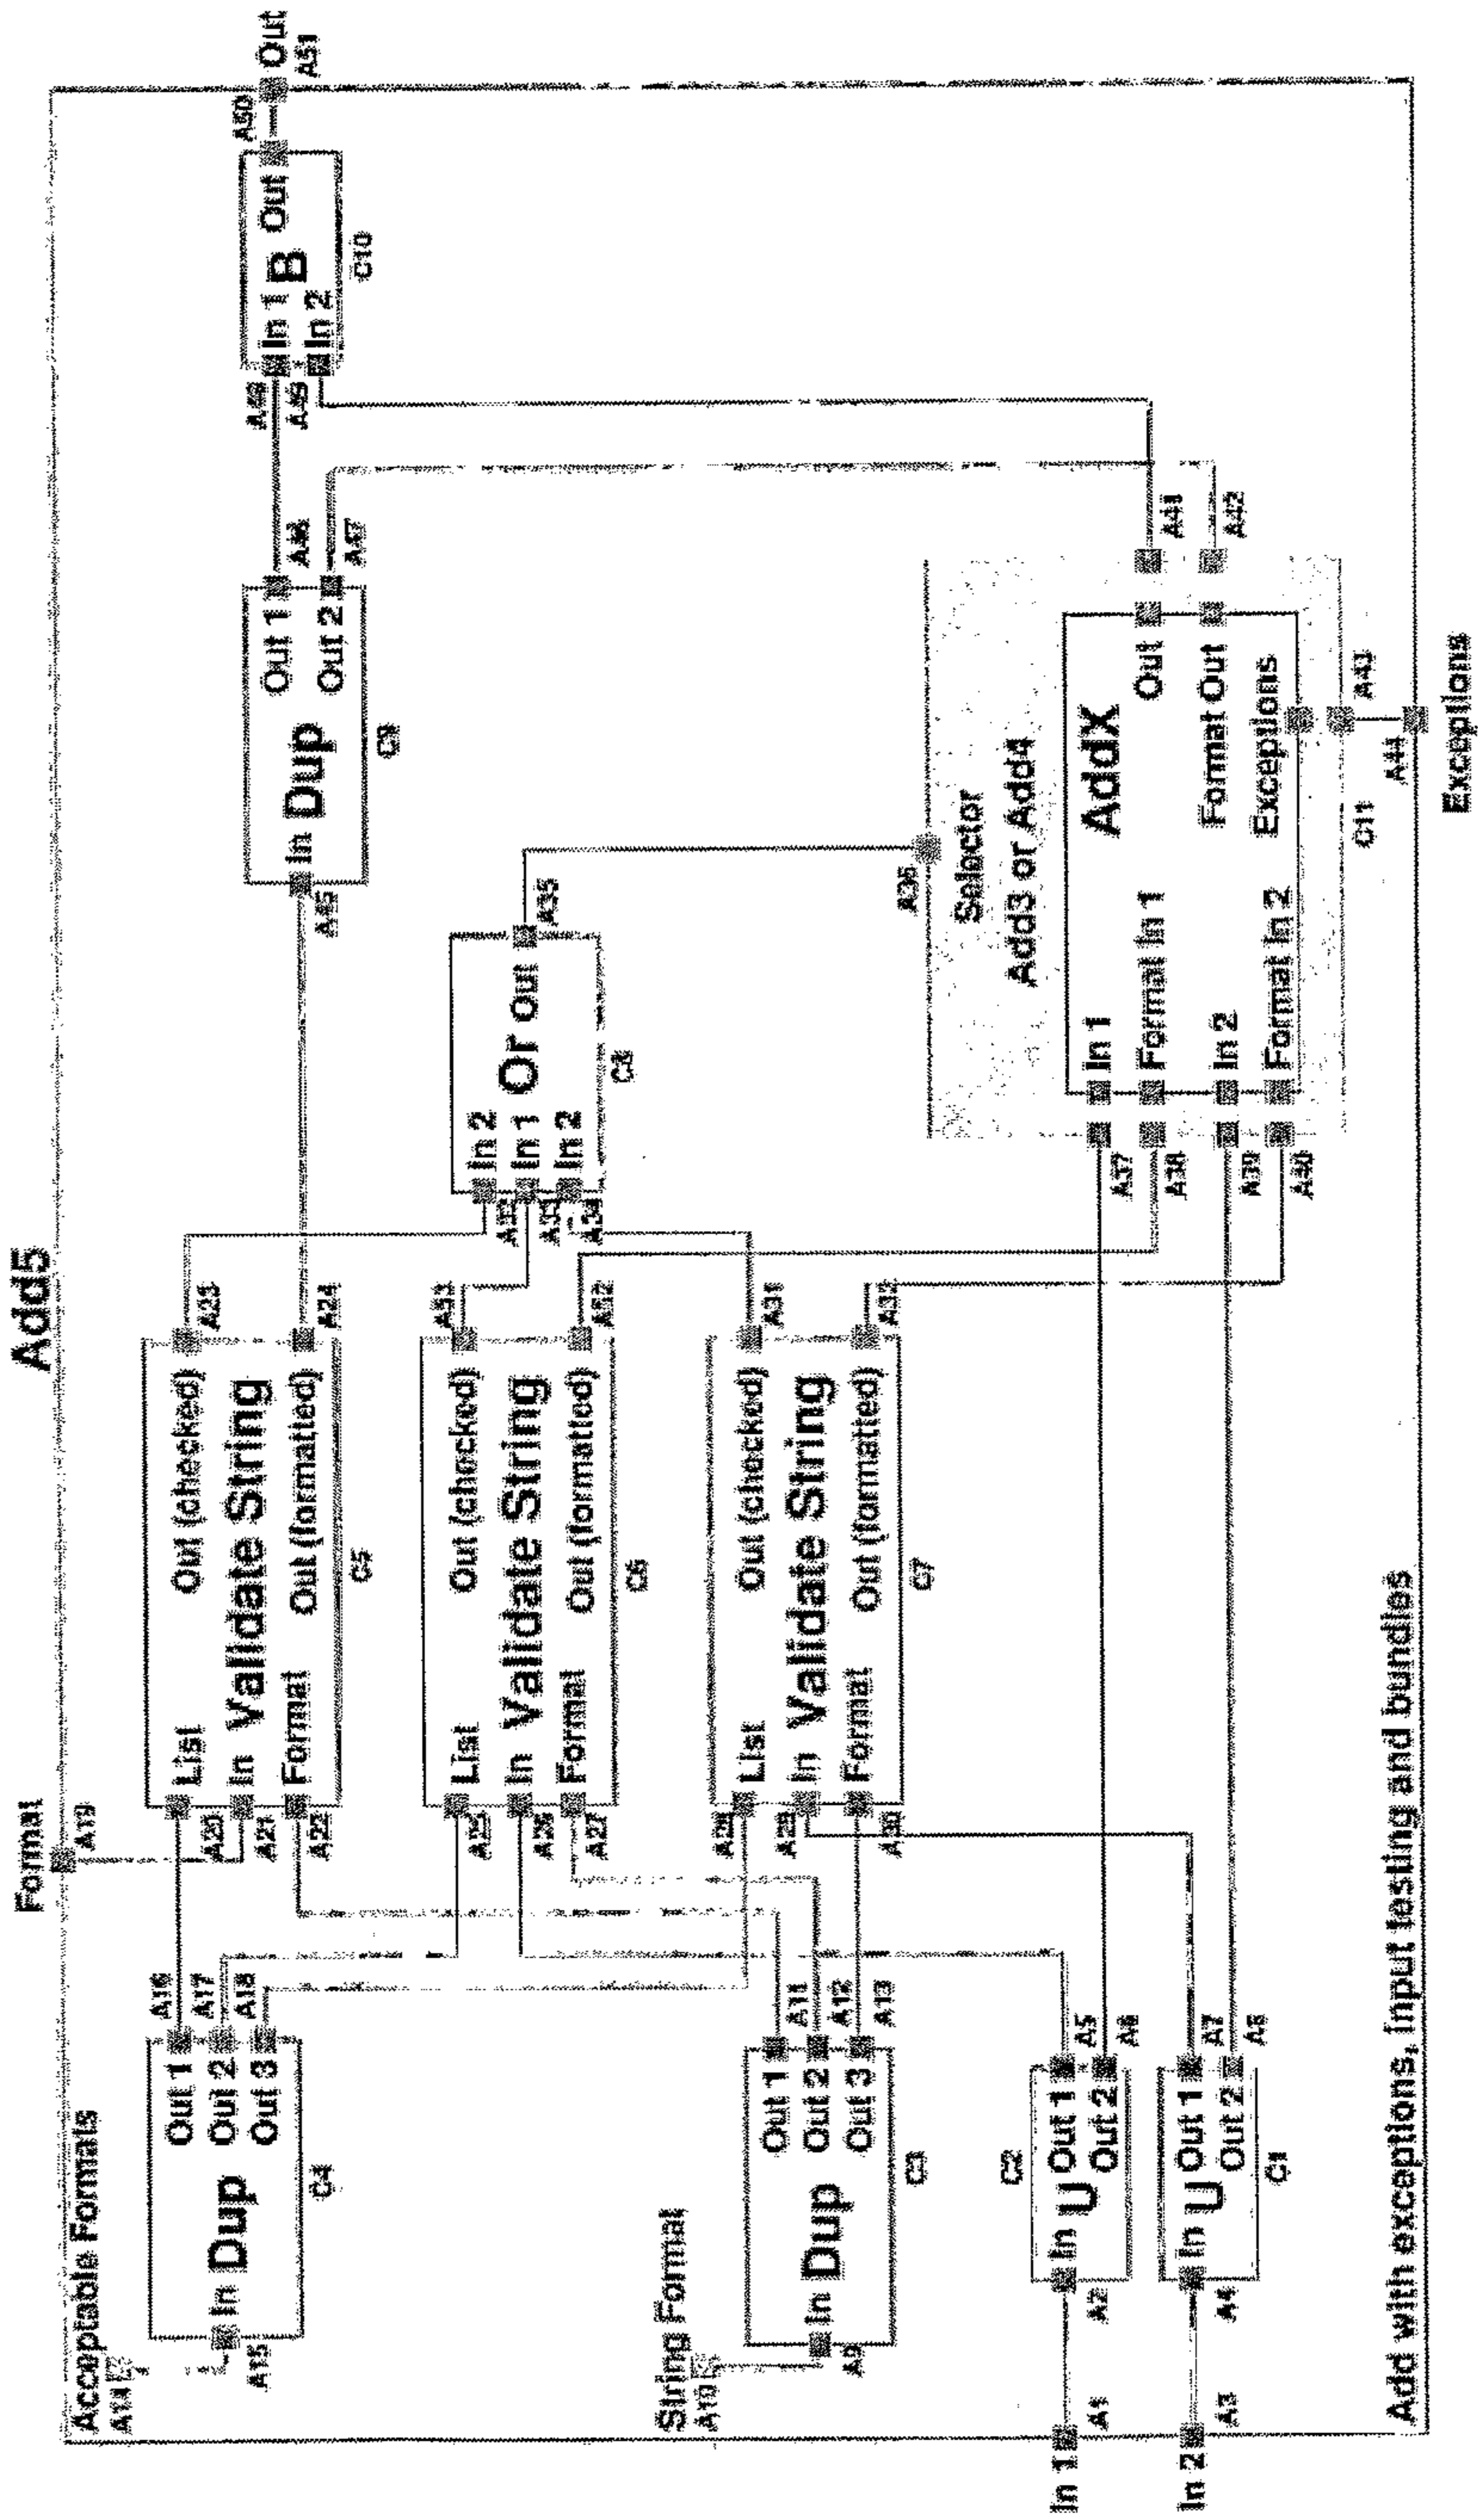 Add5
Format
A19
Acceptable Formats
A14
In Dup
Out 1
Out 2
Out 3
A15
A16
A17
A18
C4
List
In Validate String
Format
Out (checked)
Out (formatted)
A20
A21
A22
A23
A24
C5
List
In Validate String
Format
Out (checked)
Out (formatted)
A25
A26
A27
A53
A52
C6
List
In Validate String
Format
Out (checked)
Out (formatted)
A28
A29
A30
A31
C7
String Format
A10
In Dup
Out 1
Out 2
Out 3
A9
A11
A12
A13
C3
In 1
A1
A2
In U
Out 1
Out 2
A5
A6
C2
In 2
A3
A4
In U
Out 1
Out 2
A7
A8
C1
In 2
In 1 Or Out
In 2
A33
A34
A35
C8
In Dup
Out 1
Out 2
A45
A46
A47
C9
In 1
In 2
B
Out
A48
A49
A50
C10
Out
A51
A36
Selector
Add3 or Add4
AddX
In 1
Format In 1
In 2
Format In 2
Out
Format Out
Exceptions
A37
A38
A39
A40
A41
A42
A43
C11
A44
Exceptions
Add with exceptions, input testing and bundles